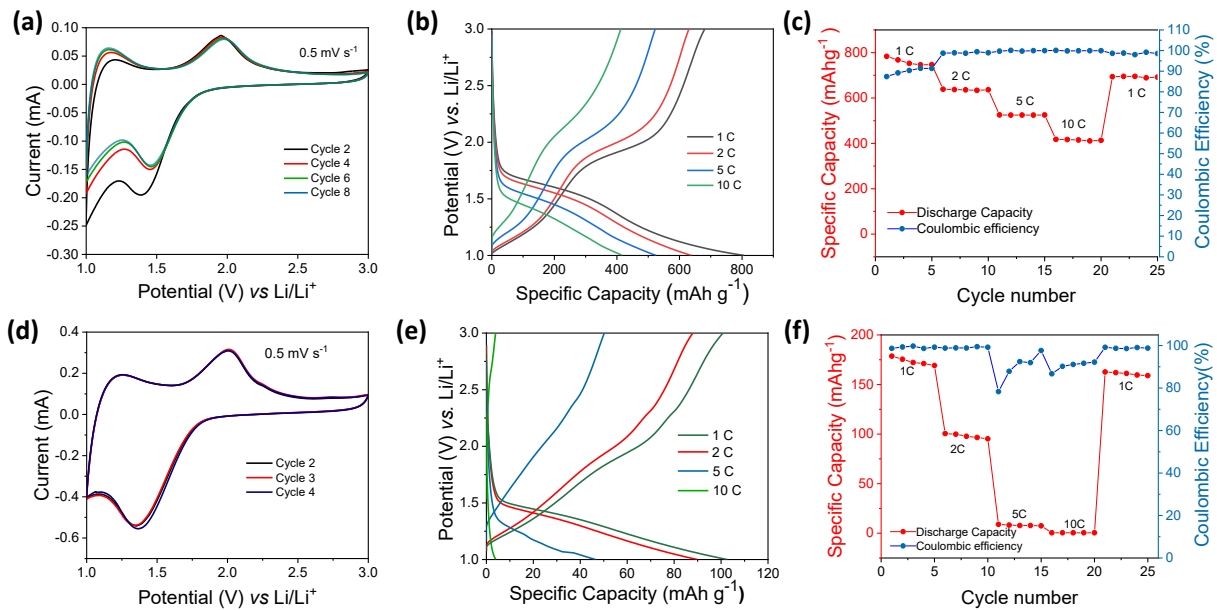 (a)
0.10
0.05
0.00
-0.05
-0.10
-0.15
-0.20
-0.25
-0.30
Current (mA)
0.5 mV s⁻¹
Cycle 2
Cycle 4
Cycle 6
Cycle 8
1.0 1.5 2.0 2.5 3.0
Potential (V) vs Li/Li⁺
(b)
3.0
2.5
2.0
1.5
1.0
Potential (V) vs. Li/Li⁺
1 C
2 C
5 C
10 C
0 200 400 600 800
Specific Capacity (mAh g⁻¹)
(c)
800
600
400
200
0
Specific Capacity (mAhg⁻¹)
1 C
2 C
5 C
10 C
1 C
Discharge Capacity
Coulombic efficiency
100
90
80
70
60
50
40
30
20
10
0
Coulombic Efficiency (%)
0 5 10 15 20 25
Cycle number
(d)
0.4
0.2
0.0
-0.2
-0.4
-0.6
Current (mA)
0.5 mV s⁻¹
Cycle 2
Cycle 3
Cycle 4
1.0 1.5 2.0 2.5 3.0
Potential (V) vs Li/Li⁺
(e)
3.0
2.5
2.0
1.5
1.0
Potential (V) vs. Li/Li⁺
1 C
2 C
5 C
10 C
0 20 40 60 80 100 120
Specific Capacity (mAh g⁻¹)
(f)
200
150
100
50
0
Specific Capacity (mAhg⁻¹)
1C
2C
5C
10C
1C
Discharge Capacity
Coulombic efficiency
100
80
60
40
20
0
Coulombic Efficiency(%)
0 5 10 15 20 25
Cycle number